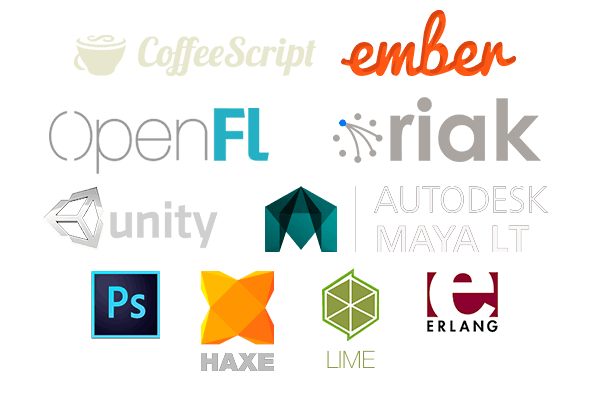 CoffeeScript
ember
OpenFl
riak
unity
AUTODESK
MAYA LT
Ps
HAXE
LIME
e
ERLANG